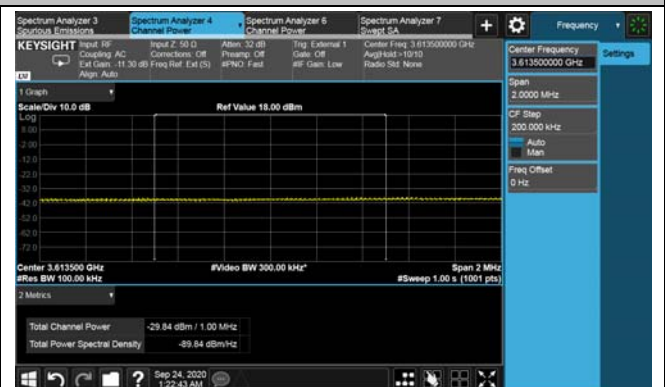 Spectrum Analyzer 3
Spurious Emissions
Spectrum Analyzer 4
Channel Power
Spectrum Analyzer 6
Channel Power
Spectrum Analyzer 7
Swept SA
Frequency
KEYSIGHT
Input: RF
Coupling: AC
Ext Gain: -11.30 dB
Align: Auto
Input Z: 50 Ω
Corrections: Off
Freq Ref: Ext (S)
Atten: 32 dB
Preamp: Off
#PNO: Fast
Trig: External 1
Gate: Off
#IF Gain: Low
Center Freq: 3.613500000 GHz
Avg|Hold:>10/10
Radio Std: None
LXI
Center Frequency
3.613500000 GHz
Settings
Span
2.0000 MHz
CF Step
200.000 kHz
Auto
Man
Freq Offset
0 Hz
1 Graph
Scale/Div 10.0 dB
Ref Value 18.00 dBm
Log
8.00
-2.00
-12.0
-22.0
-32.0
-42.0
-52.0
-62.0
-72.0
Center 3.613500 GHz
#Video BW 300.00 kHz*
Span 2 MHz
#Res BW 100.00 kHz
#Sweep 1.00 s (1001 pts)
2 Metrics
Total Channel Power
-29.84 dBm / 1.00 MHz
Total Power Spectral Density
-89.84 dBm/Hz
Sep 24, 2020
1:22:43 AM